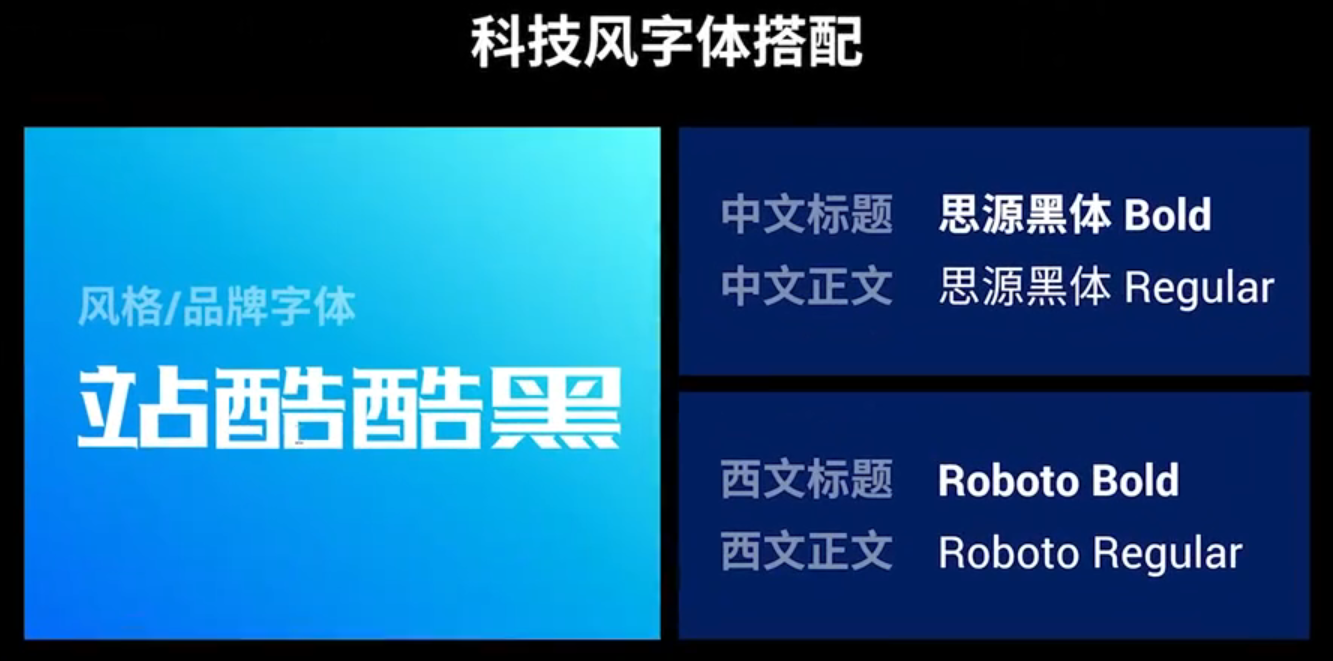 科技风字体搭配
风格/品牌字体
站酷酷黑
中文标题 思源黑体 Bold
中文正文 思源黑体 Regular
西文标题 Roboto Bold
西文正文 Roboto Regular